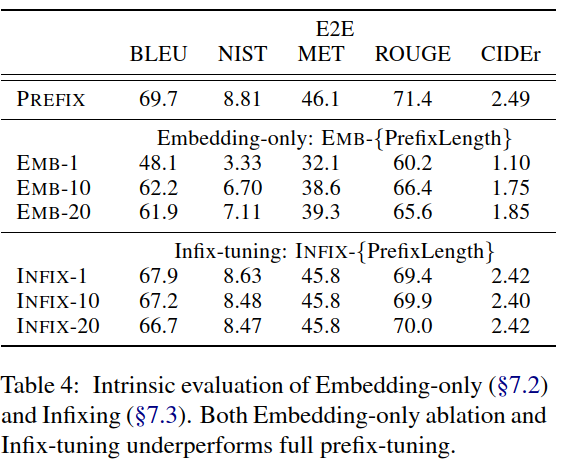 E2E
BLEU NIST MET ROUGE CIDEr
PREFIX 69.7 8.81 46.1 71.4 2.49
Embedding-only: EMB-{PrefixLength}
EMB-1 48.1 3.33 32.1 60.2 1.10
EMB-10 62.2 6.70 38.6 66.4 1.75
EMB-20 61.9 7.11 39.3 65.6 1.85
Infix-tuning: INFIX-{PrefixLength}
INFIX-1 67.9 8.63 45.8 69.4 2.42
INFIX-10 67.2 8.48 45.8 69.9 2.40
INFIX-20 66.7 8.47 45.8 70.0 2.42
Table 4: Intrinsic evaluation of Embedding-only (§7.2)
and Infixing (§7.3). Both Embedding-only ablation and
Infix-tuning underperforms full prefix-tuning.